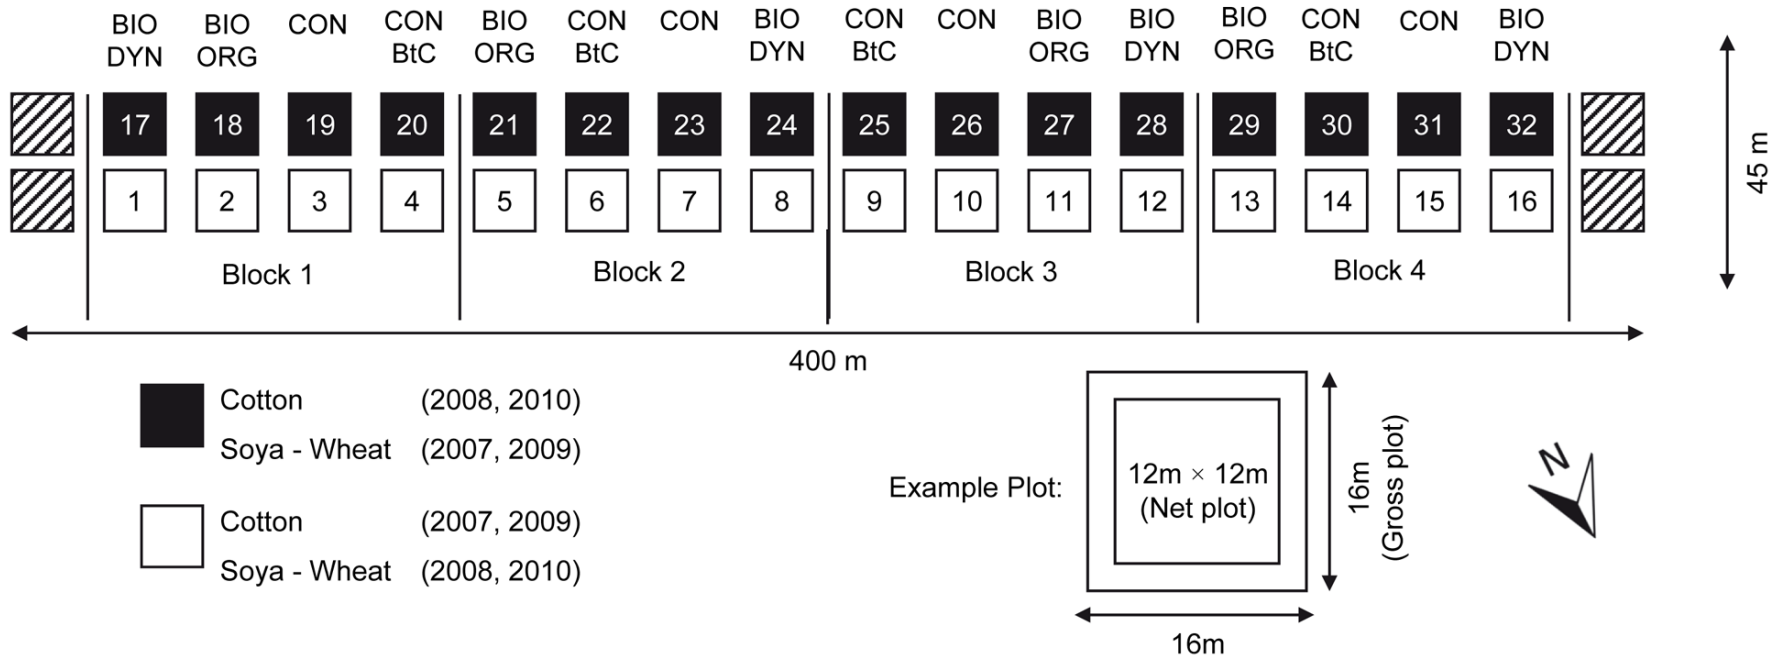 BIO BIO CON CON BIO CON CON BIO CON CON BIO BIO BIO CON CON BIO
DYN ORG BtC ORG BtC DYN BtC ORG DYN ORG BtC DYN
17 18 19 20 21 22 23 24 25 26 27 28 29 30 31 32
1 2 3 4 5 6 7 8 9 10 11 12 13 14 15 16
45 m
Block 1 Block 2 Block 3 Block 4
400 m
Cotton (2008, 2010)
Soya - Wheat (2007, 2009)
Cotton (2007, 2009)
Soya - Wheat (2008, 2010)
Example Plot:
12m × 12m
(Net plot)
16m
(Gross plot)
16m
N